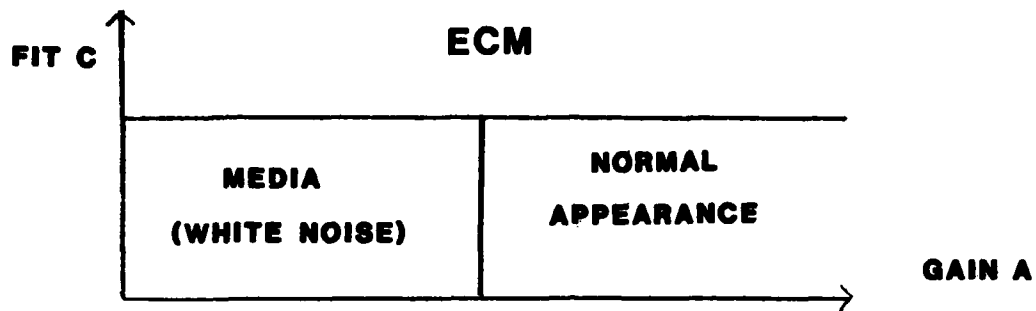 FIT C
ECM
MEDIA
(WHITE NOISE)
NORMAL
APPEARANCE
GAIN A